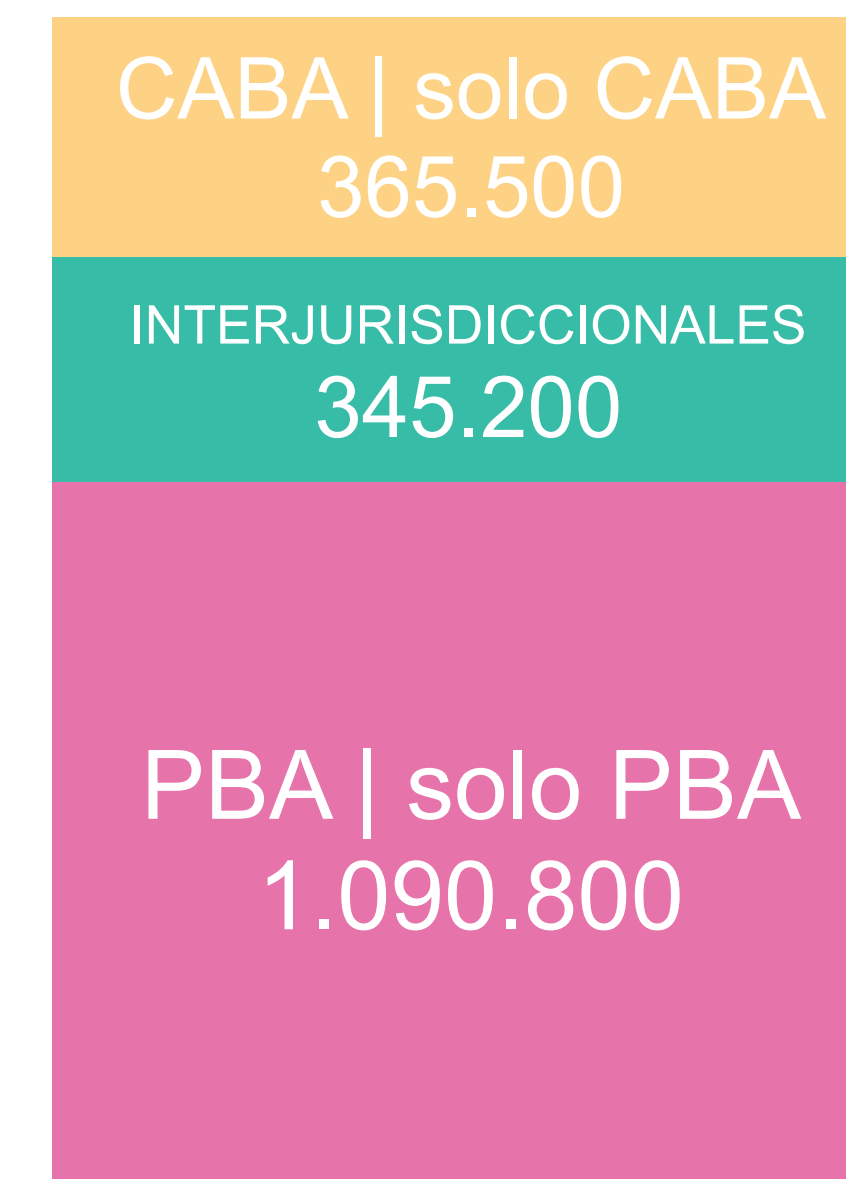 CABA | solo CABA
365.500
INTERJURISDICCIONALES
345.200
PBA | solo PBA
1.090.800